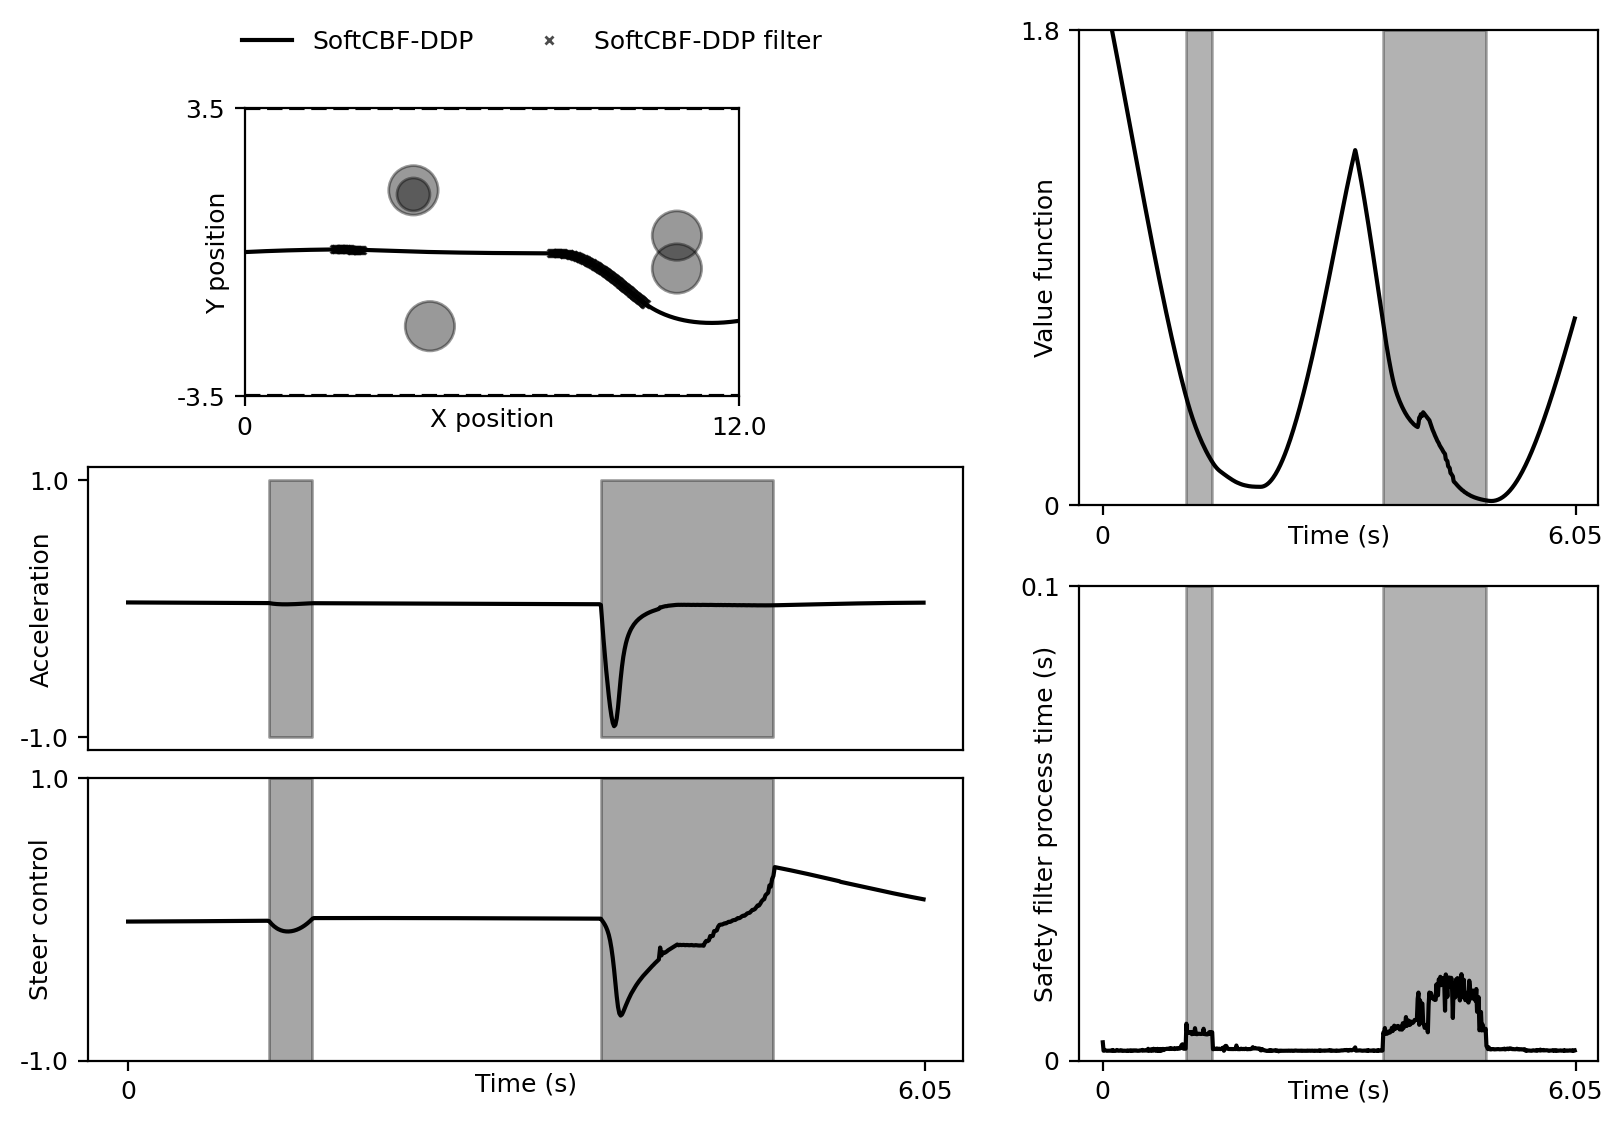 SoftCBF-DDP
SoftCBF-DDP filter
3.5
Y position
-3.5
0
X position
12.0
1.0
Acceleration
-1.0
1.0
Steer control
-1.0
0
Time (s)
6.05
1.8
Value function
0
0
Time (s)
6.05
0.1
Safety filter process time (s)
0
0
Time (s)
6.05